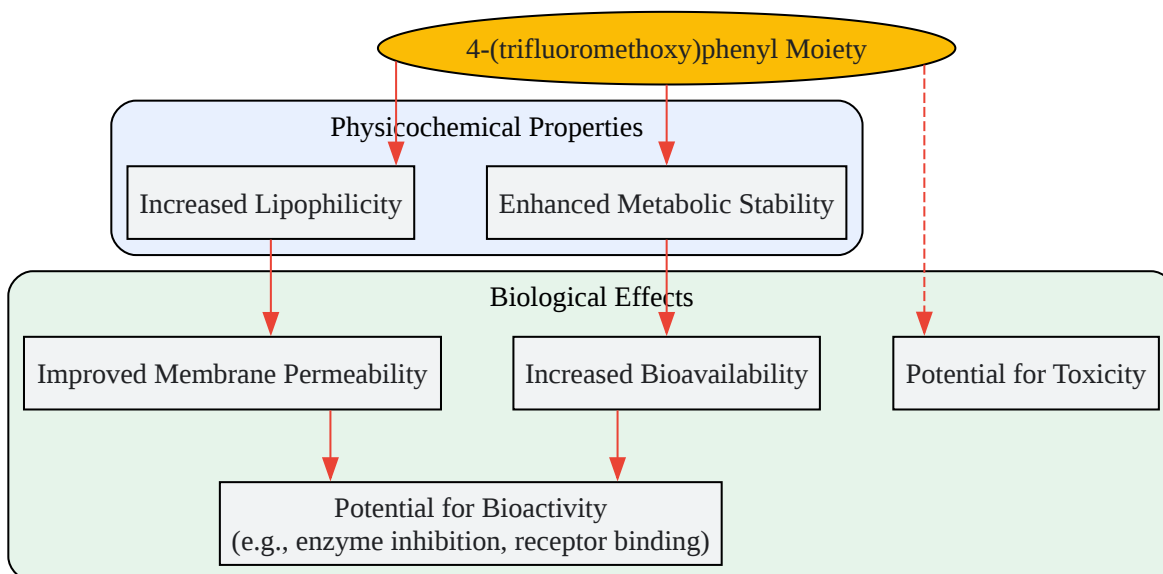 4-(trifluoromethoxy)phenyl Moiety
Physicochemical Properties
Increased Lipophilicity
Enhanced Metabolic Stability
Biological Effects
Improved Membrane Permeability
Increased Bioavailability
Potential for Toxicity
Potential for Bioactivity
(e.g., enzyme inhibition, receptor binding)